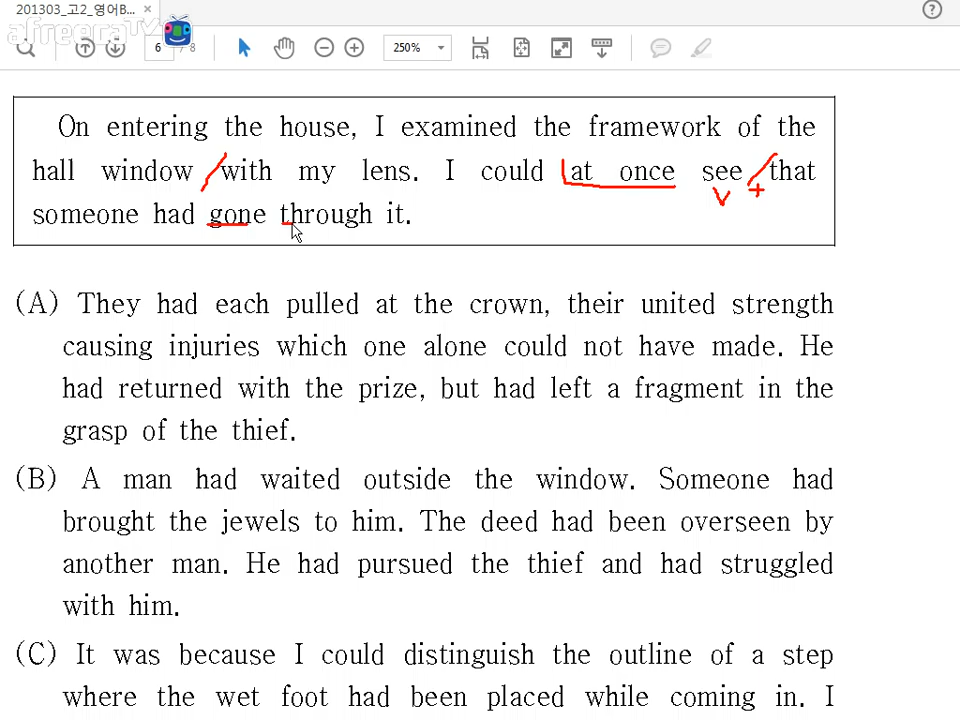 201303_고2_영어B...
afreecaTV
6 / 8
250%
On entering the house, I examined the framework of the
hall window with my lens. I could at once see that
someone had gone through it.
V +
(A) They had each pulled at the crown, their united strength
causing injuries which one alone could not have made. He
had returned with the prize, but had left a fragment in the
grasp of the thief.
(B) A man had waited outside the window. Someone had
brought the jewels to him. The deed had been overseen by
another man. He had pursued the thief and had struggled
with him.
(C) It was because I could distinguish the outline of a step
where the wet foot had been placed while coming in. I